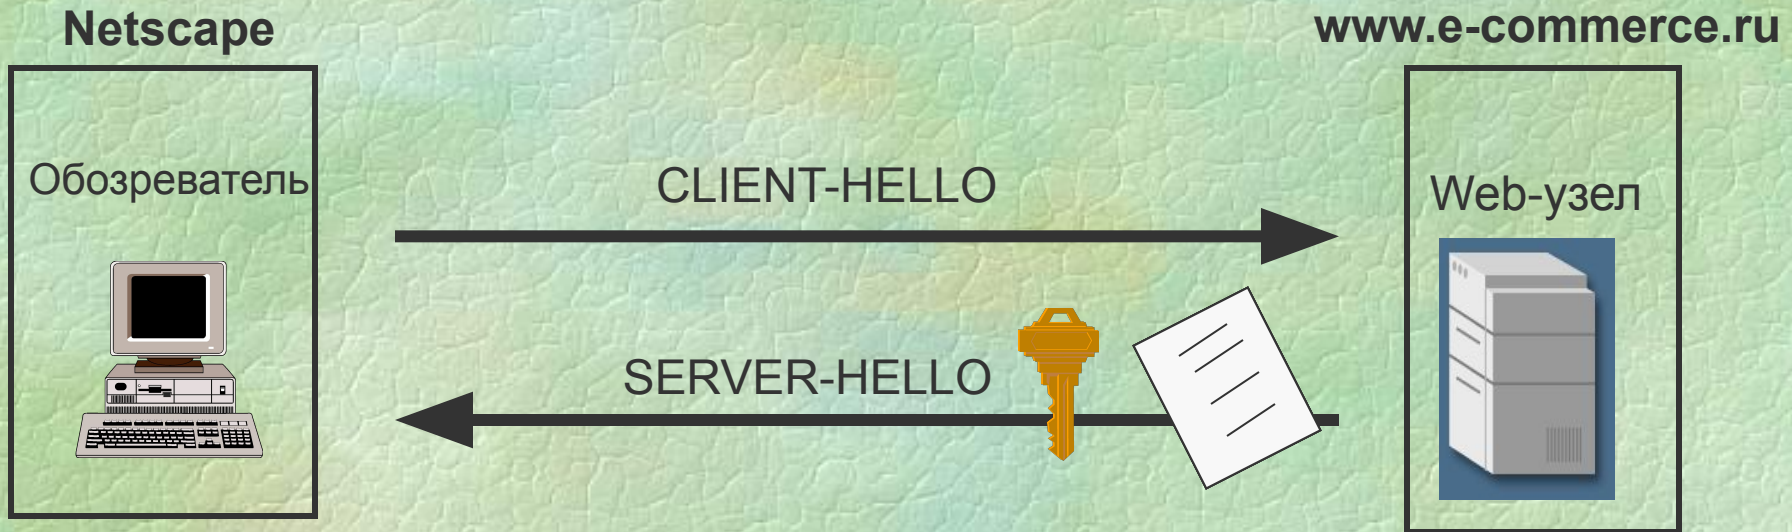 Netscape
www.e-commerce.ru
Обозреватель
CLIENT-HELLO
Web-узел
SERVER-HELLO